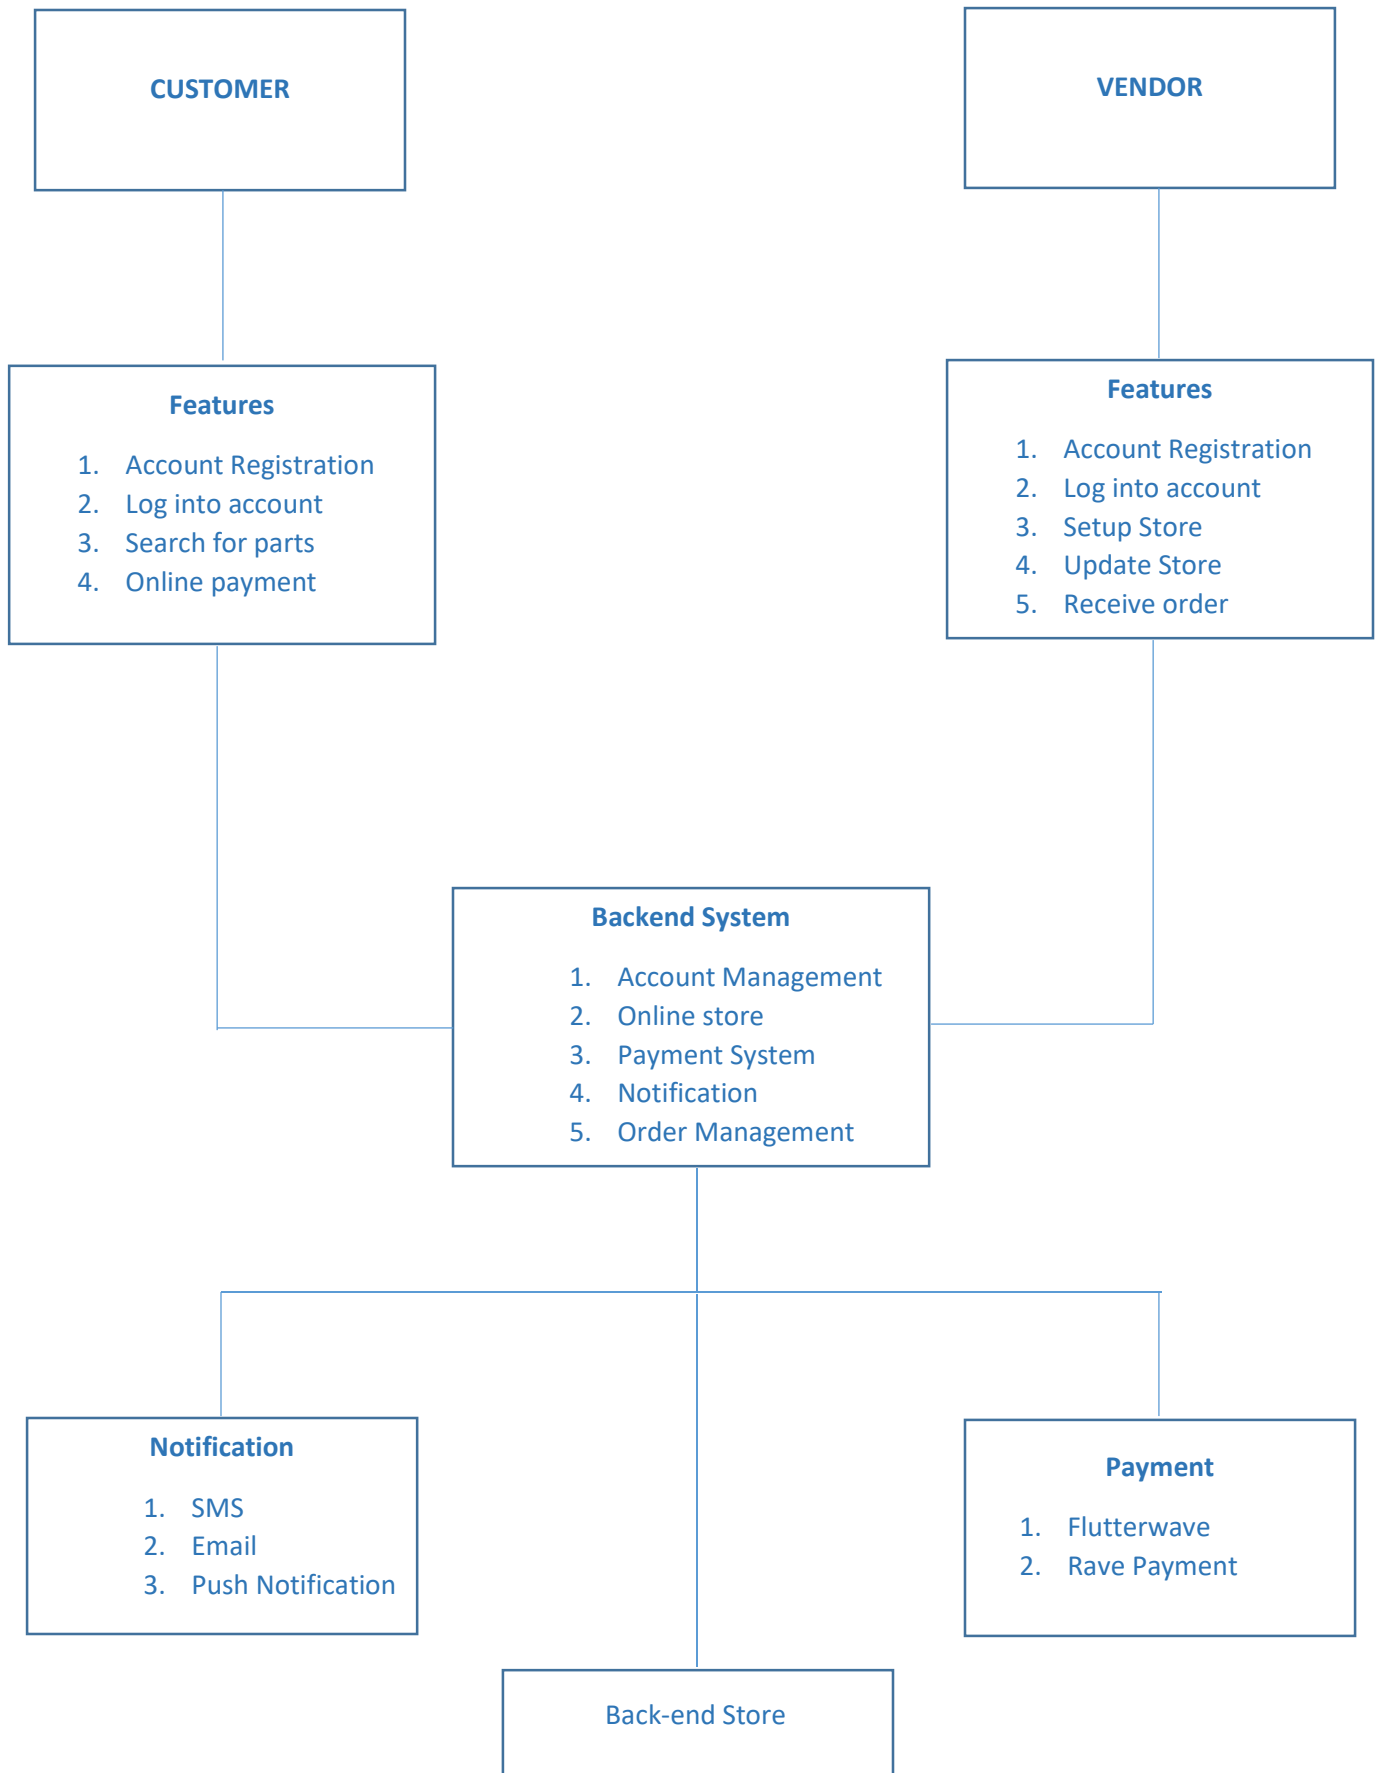 CUSTOMER
VENDOR
Features
1. Account Registration
2. Log into account
3. Search for parts
4. Online payment
Features
1. Account Registration
2. Log into account
3. Setup Store
4. Update Store
5. Receive order
Backend System
1. Account Management
2. Online store
3. Payment System
4. Notification
5. Order Management
Notification
1. SMS
2. Email
3. Push Notification
Payment
1. Flutterwave
2. Rave Payment
Back-end Store